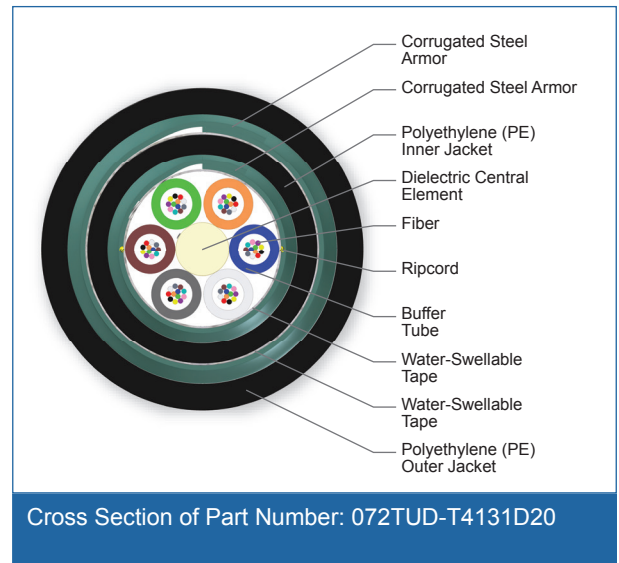 Corrugated Steel
Armor
Corrugated Steel Armor
Polyethylene (PE)
Inner Jacket
Dielectric Central
Element
Fiber
Ripcord
Buffer
Tube
Water-Swellable
Tape
Water-Swellable
Tape
Polyethylene (PE)
Outer Jacket
Cross Section of Part Number: 072TUD-T4131D20